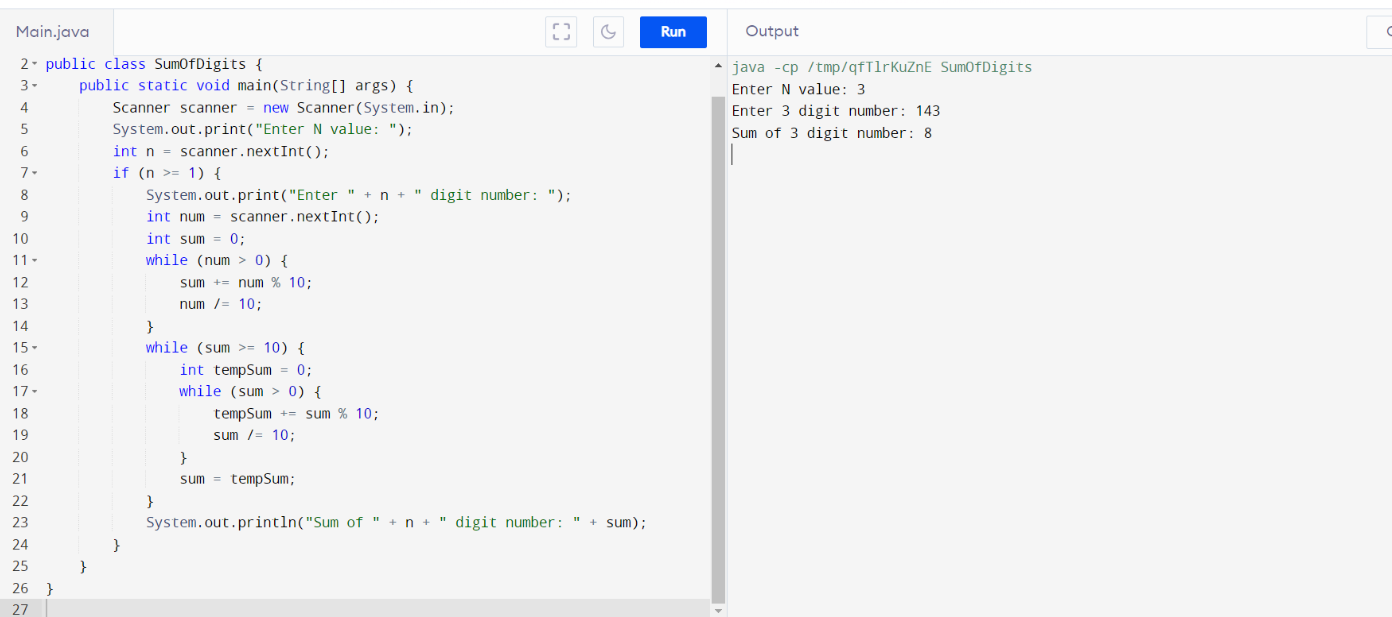 Main.java
Run
Output
2 public class SumOfDigits {
3     public static void main(String[] args) {
4         Scanner scanner = new Scanner(System.in);
5         System.out.print("Enter N value: ");
6         int n = scanner.nextInt();
7         if (n >= 1) {
8             System.out.print("Enter " + n + " digit number: ");
9             int num = scanner.nextInt();
10             int sum = 0;
11             while (num > 0) {
12                 sum += num % 10;
13                 num /= 10;
14             }
15             while (sum >= 10) {
16                 int tempSum = 0;
17                 while (sum > 0) {
18                     tempSum += sum % 10;
19                     sum /= 10;
20                 }
21                 sum = tempSum;
22             }
23             System.out.println("Sum of " + n + " digit number: " + sum);
24         }
25     }
26 }
27
java -cp /tmp/qfTlrKuZnE SumOfDigits
Enter N value: 3
Enter 3 digit number: 143
Sum of 3 digit number: 8